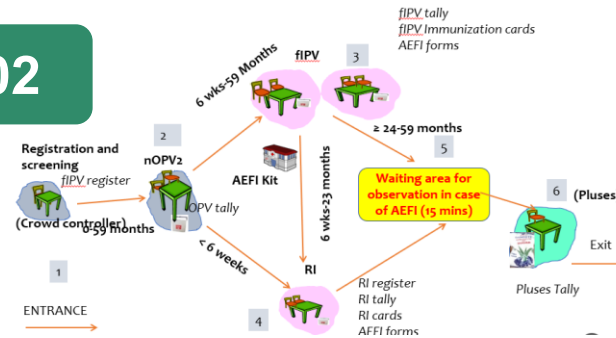 02
Registration and
screening
fIPV register
(Crowd controller)
0-59 months
1
ENTRANCE
2
nOPV2
OPV tally
6 wks-59 Months
< 6 weeks
fIPV
3
fIPV tally
fIPV Immunization cards
AEFI forms
AEFI Kit
6 wks-23 months
≥ 24-59 months
5
Waiting area for
observation in case
of AEFI (15 mins)
RI
4
RI register
RI tally
RI cards
AEFI forms
6
(Pluses
Exit
Pluses Tally